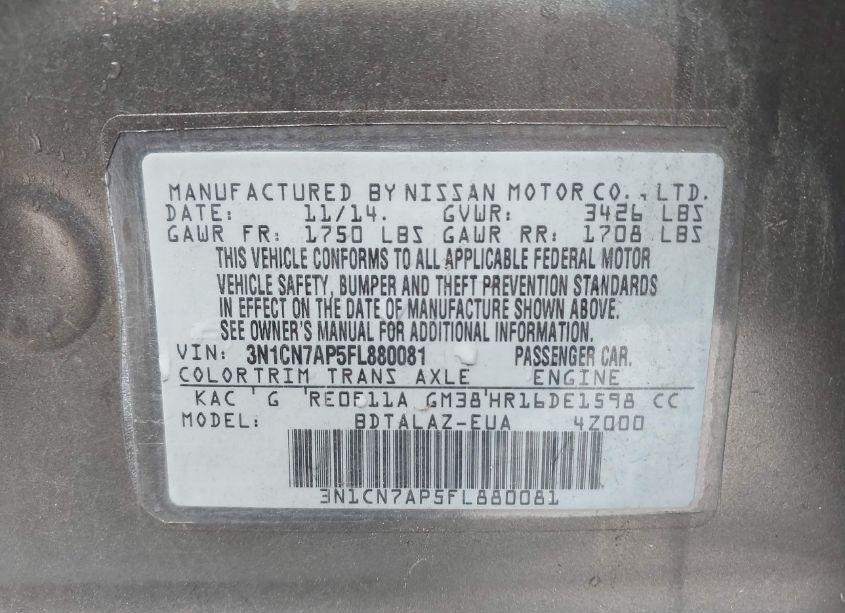 MANUFACTURED BY NISSAN MOTOR CO., LTD.
DATE: 11/14. GVWR: 3426 LBS
GAWR FR: 1750 LBS GAWR RR: 1708 LBS
THIS VEHICLE CONFORMS TO ALL APPLICABLE FEDERAL MOTOR
VEHICLE SAFETY, BUMPER AND THEFT PREVENTION STANDARDS
IN EFFECT ON THE DATE OF MANUFACTURE SHOWN ABOVE.
SEE OWNER'S MANUAL FOR ADDITIONAL INFORMATION.
VIN: 3N1CN7AP5FL880081 PASSENGER CAR.
COLORTRIM TRANS AXLE ENGINE
KAC G RE0F11A GM38 HR16DE1598 CC
MODEL: BDTALAZ-EUA 4Z000
3N1CN7AP5FL880081